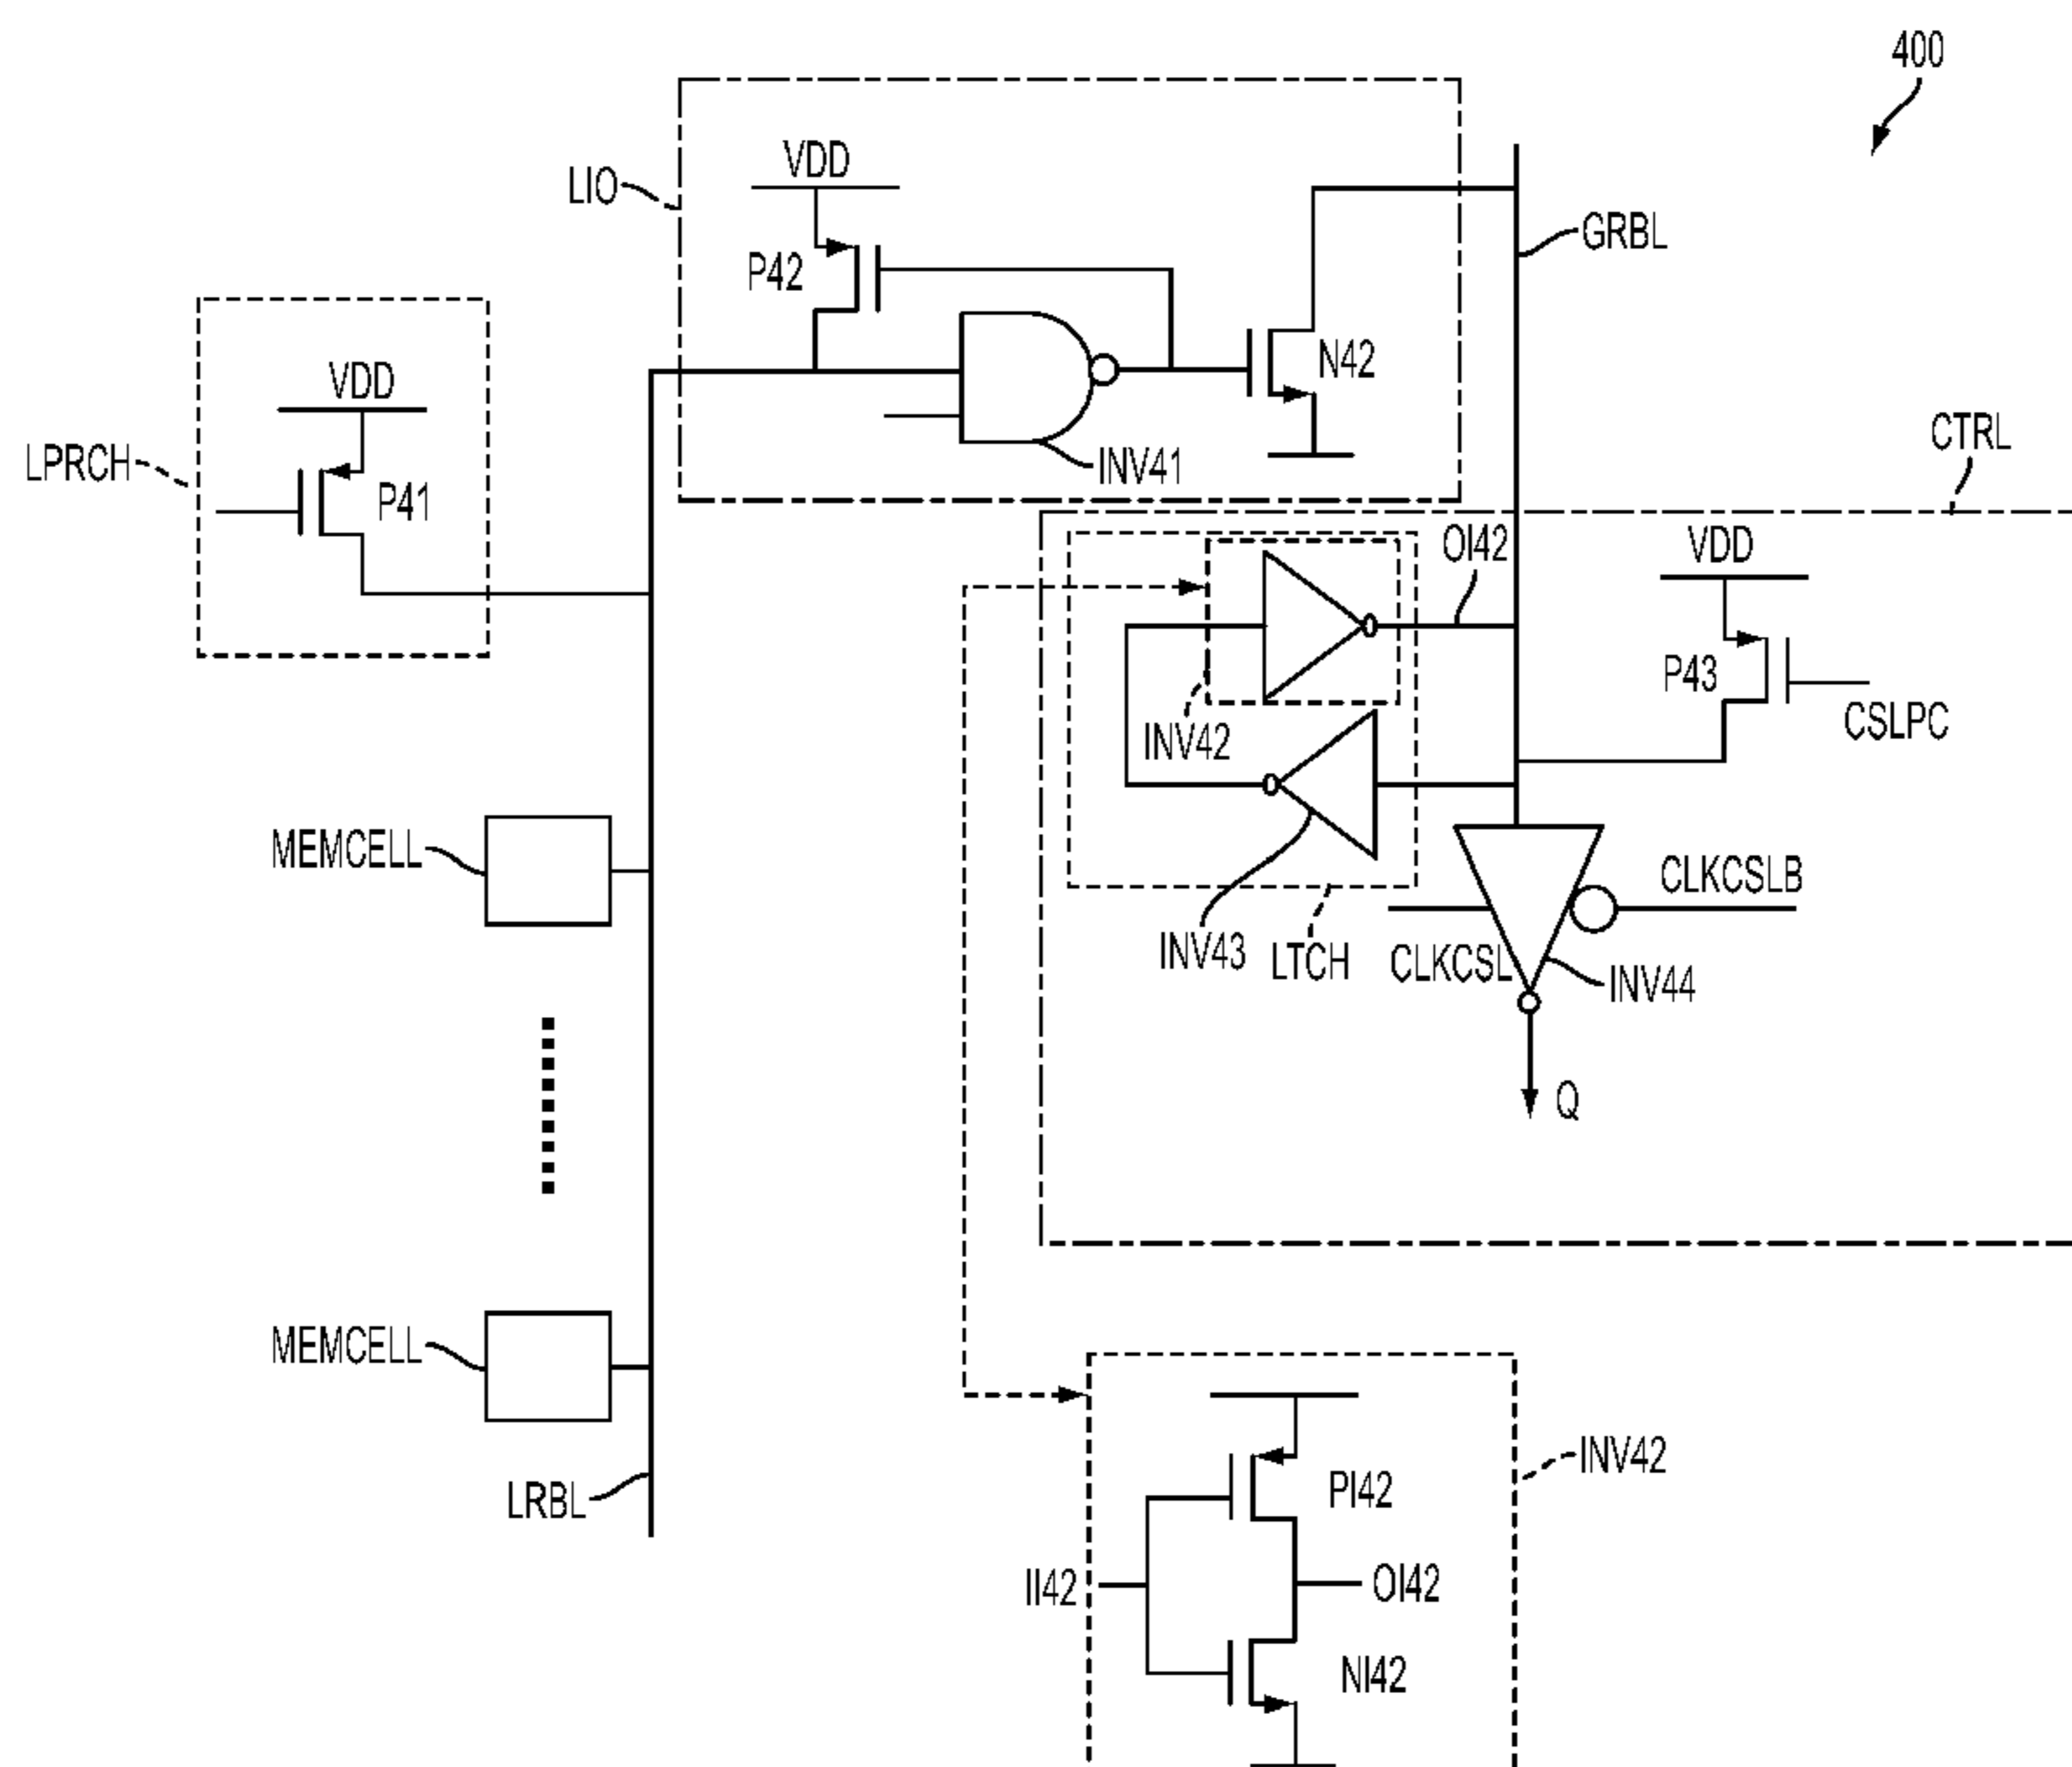 400
VDD
LIO
P42
GRBL
N42
VDD
CTRL
LPRCH
INV41
P41
OI42
VDD
P43
CSLPC
INV42
MEMCELL
CLKCSLB
INV43
LTCH
CLKCSL
INV44
Q
MEMCELL
INV42
PI42
LRBL
II42
OI42
NI42